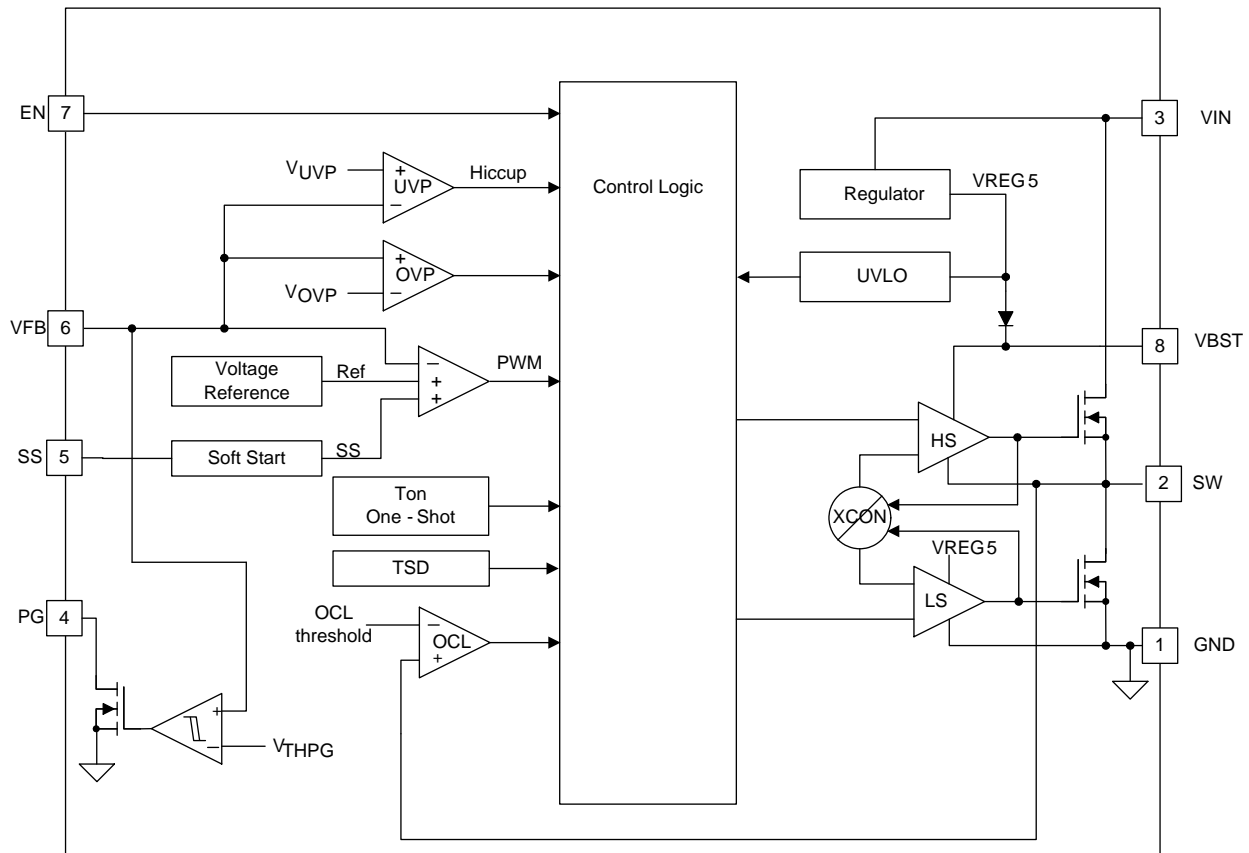 EN
7
3
VIN
VUVP
+
UVP
−
Hiccup
Control Logic
Regulator
VREG5
+
OVP
−
VOVP
UVLO
VFB
6
8
VBST
Voltage
Reference
Ref
−
+
+
PWM
SS
5
Soft Start
SS
HS
2
SW
Ton
One - Shot
XCON
VREG5
TSD
LS
PG
4
OCL
threshold
−
OCL
+
1
GND
+
−
VTHPG